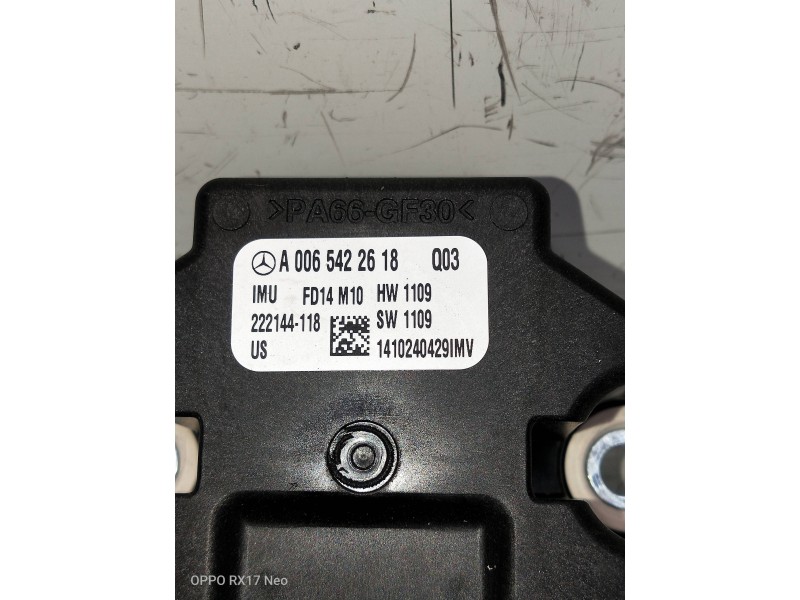 >PA66-GF30<
A 006 542 26 18 Q03
IMU FD14 M10 HW 1109
222144-118 SW 1109
US 1410240429IMV
OPPO RX17 Neo